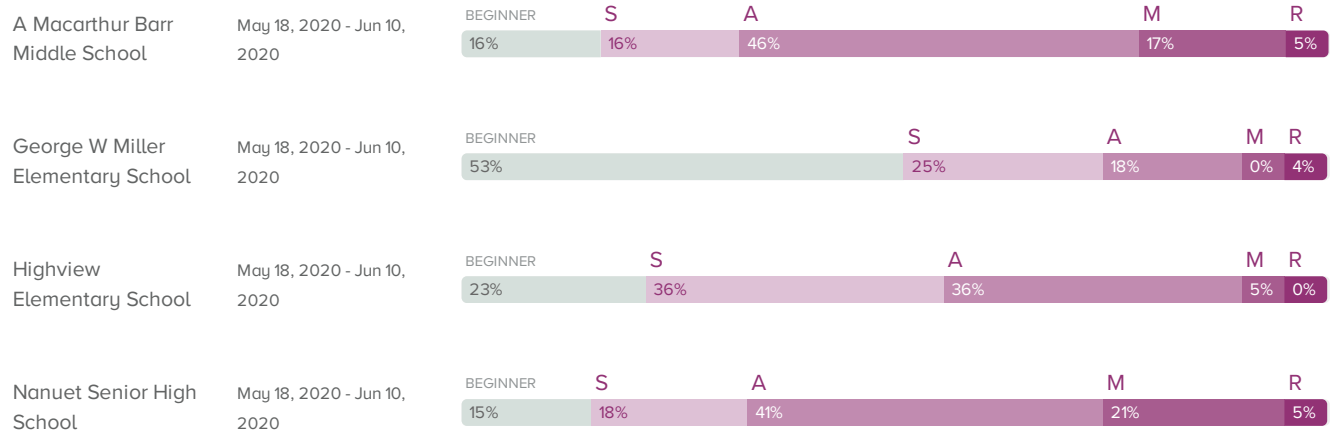 A Macarthur Barr
Middle School
May 18, 2020 - Jun 10,
2020
BEGINNER S A M R
16% 16% 46% 17% 5%
George W Miller
Elementary School
May 18, 2020 - Jun 10,
2020
BEGINNER S A M R
53% 25% 18% 0% 4%
Highview
Elementary School
May 18, 2020 - Jun 10,
2020
BEGINNER S A M R
23% 36% 36% 5% 0%
Nanuet Senior High
School
May 18, 2020 - Jun 10,
2020
BEGINNER S A M R
15% 18% 41% 21% 5%